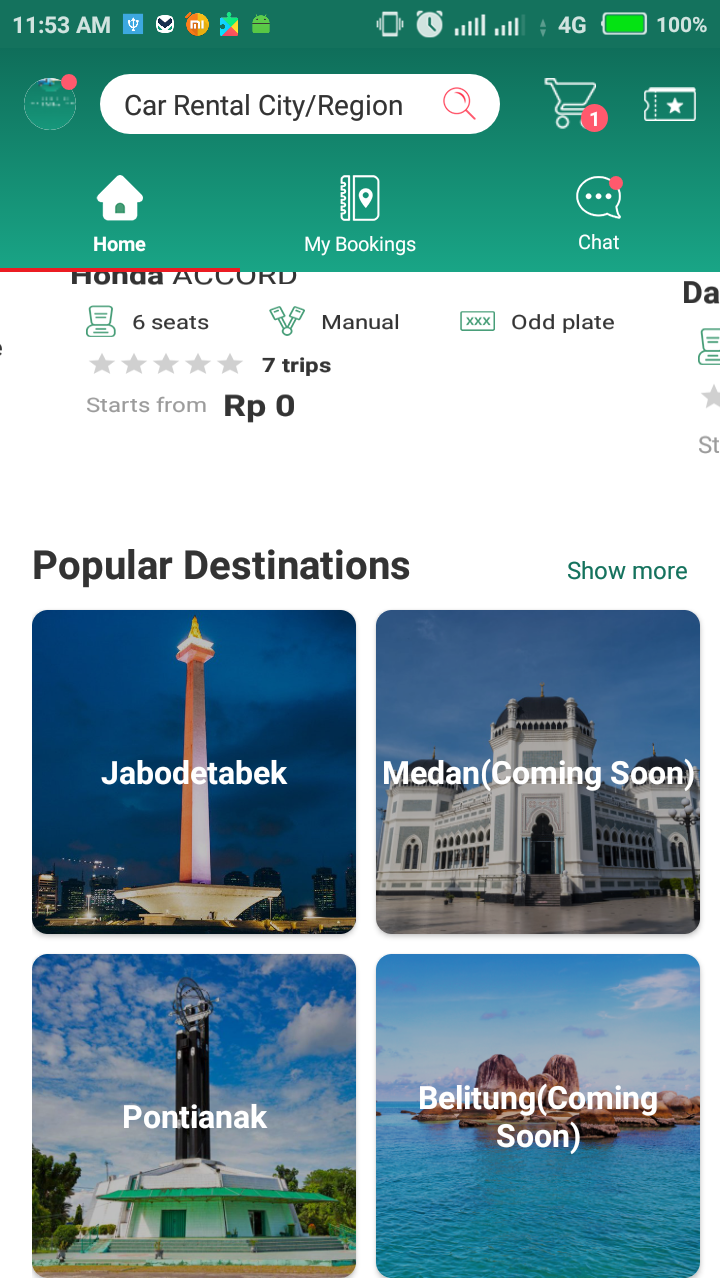 11:53 AM
4G
100%
Car Rental City/Region
1
Home
My Bookings
Chat
Honda ACCORD
Da
6 seats
Manual
XXX
Odd plate
7 trips
Starts from Rp 0
St
Popular Destinations
Show more
Jabodetabek
Medan(Coming Soon)
Pontianak
Belitung(Coming
Soon)